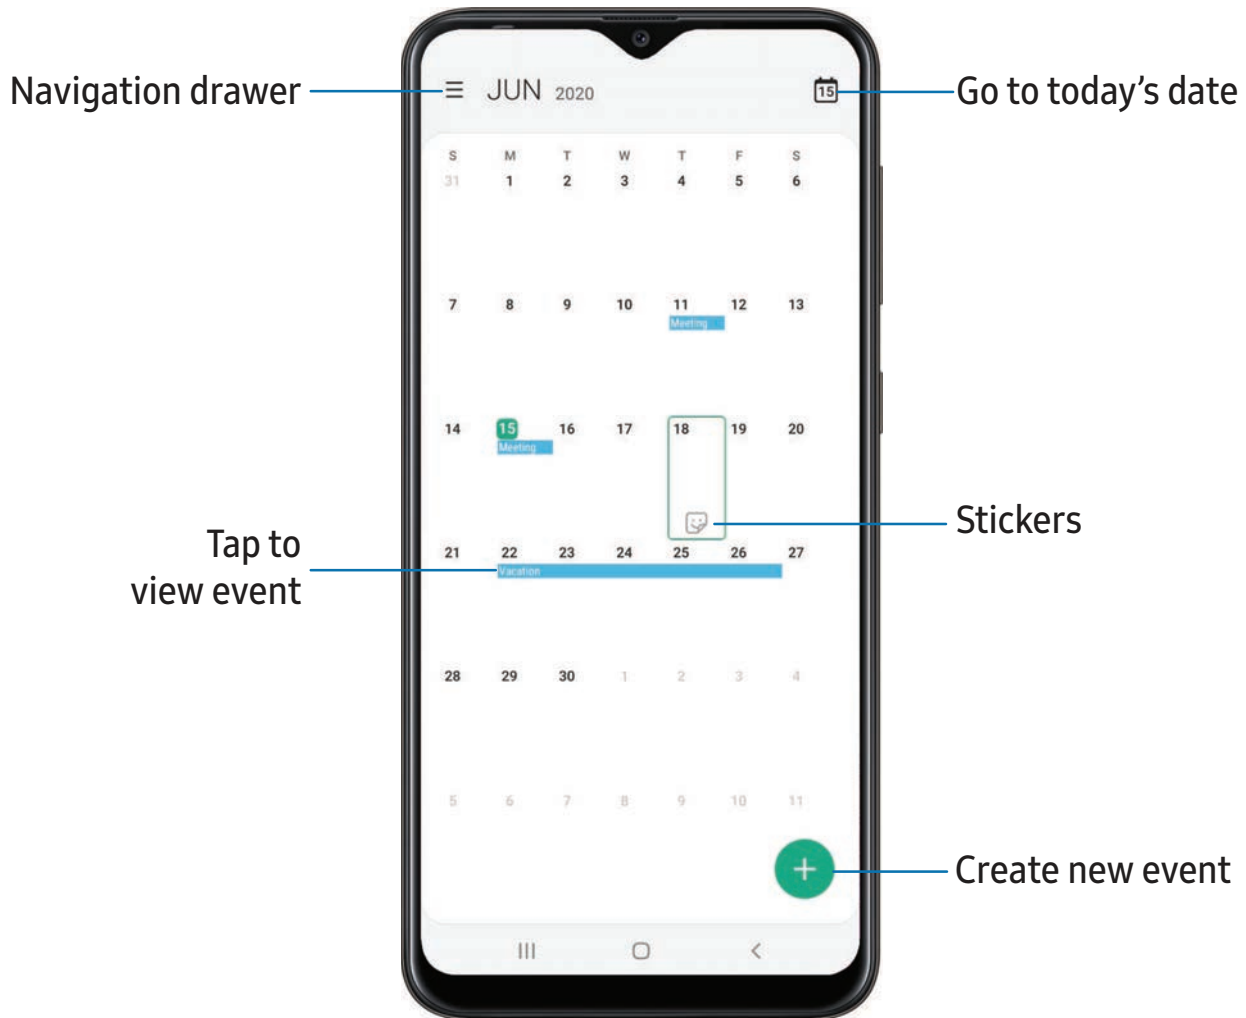 Navigation drawer
JUN 2020
15
Go to today's date
S M T W T F S
31 1 2 3 4 5 6
7 8 9 10 11 12 13
Meeting
14 15 16 17 18 19 20
Meeting
Stickers
Tap to
view event
21 22 23 24 25 26 27
Vacation
28 29 30 1 2 3 4
5 6 7 8 9 10 11
Create new event